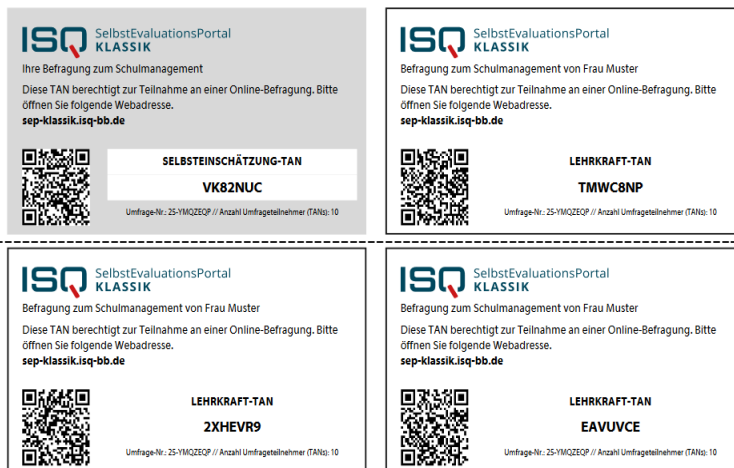 ISQ SelbstEvaluationsPortal
KLASSIK
Ihre Befragung zum Schulmanagement
Diese TAN berechtigt zur Teilnahme an einer Online-Befragung. Bitte
öffnen Sie folgende Webadresse.
sep-klassik.isq-bb.de
SELBSTEINSCHÄTZUNG-TAN
VK82NUC
Umfrage-Nr.: 25-YMQZEQP // Anzahl Umfrageteilnehmer (TANs): 10
ISQ SelbstEvaluationsPortal
KLASSIK
Befragung zum Schulmanagement von Frau Muster
Diese TAN berechtigt zur Teilnahme an einer Online-Befragung. Bitte
öffnen Sie folgende Webadresse.
sep-klassik.isq-bb.de
LEHRKRAFT-TAN
TMWC8NP
Umfrage-Nr.: 25-YMQZEQP // Anzahl Umfrageteilnehmer (TANs): 10
ISQ SelbstEvaluationsPortal
KLASSIK
Befragung zum Schulmanagement von Frau Muster
Diese TAN berechtigt zur Teilnahme an einer Online-Befragung. Bitte
öffnen Sie folgende Webadresse.
sep-klassik.isq-bb.de
LEHRKRAFT-TAN
2XHEVR9
Umfrage-Nr.: 25-YMQZEQP // Anzahl Umfrageteilnehmer (TANs): 10
ISQ SelbstEvaluationsPortal
KLASSIK
Befragung zum Schulmanagement von Frau Muster
Diese TAN berechtigt zur Teilnahme an einer Online-Befragung. Bitte
öffnen Sie folgende Webadresse.
sep-klassik.isq-bb.de
LEHRKRAFT-TAN
EAVUVCE
Umfrage-Nr.: 25-YMQZEQP // Anzahl Umfrageteilnehmer (TANs): 10